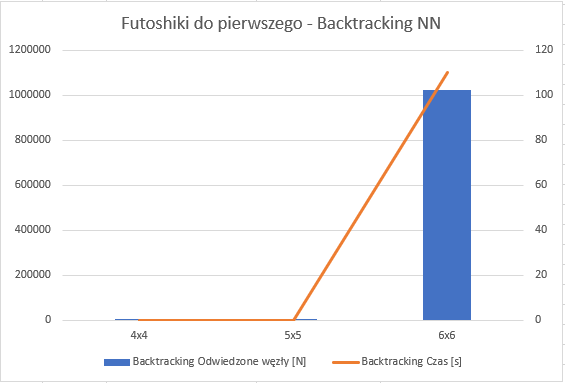 Futoshiki do pierwszego - Backtracking NN
1200000 120
1000000 100
800000 80
600000 60
400000 40
200000 20
0 0
4x4 5x5 6x6
Backtracking Odwiedzone węzły [N] Backtracking Czas [s]